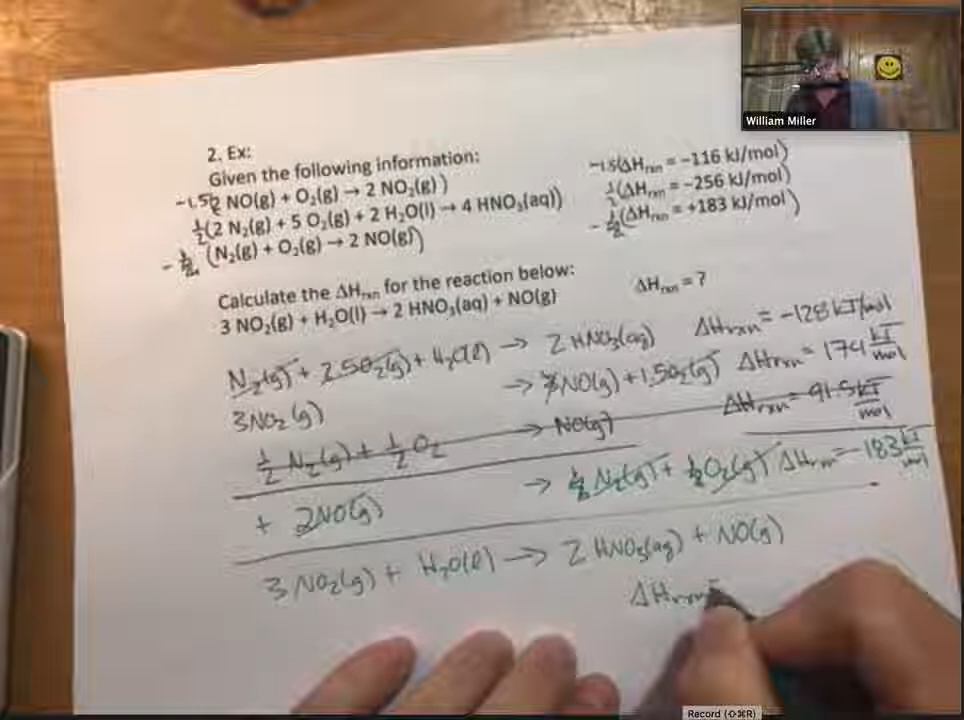 William Miller
2. Ex:
Given the following information:
-1.5(2 NO(g) + O₂(g) → 2 NO₂(g)) -1.5(ΔHrxn = -116 kJ/mol)
½(2 N₂(g) + 5 O₂(g) + 2 H₂O(l) → 4 HNO₃(aq)) ½(ΔHrxn = -256 kJ/mol)
-½ (N₂(g) + O₂(g) → 2 NO(g)) -½(ΔHrxn = +183 kJ/mol)
Calculate the ΔHrxn for the reaction below:
3 NO₂(g) + H₂O(l) → 2 HNO₃(aq) + NO(g) ΔHrxn = ?
N₂(g) + 2.5O₂(g) + H₂O(l) → 2 HNO₃(aq) ΔHrxn = -128 kJ/mol
3NO₂(g) → 3NO(g) + 1.5O₂(g) ΔHrxn = 174 kJ/mol
½ N₂(g) + ½ O₂ → NO(g) ΔHrxn = 91.5 kJ/mol
+ 2NO(g) → ½ N₂(g) + ½O₂(g) ΔHrxn = -183 kJ/mol
3 NO₂(g) + H₂O(l) → 2 HNO₃(aq) + NO(g)
ΔHrxn =
Record (⇧⌘R)